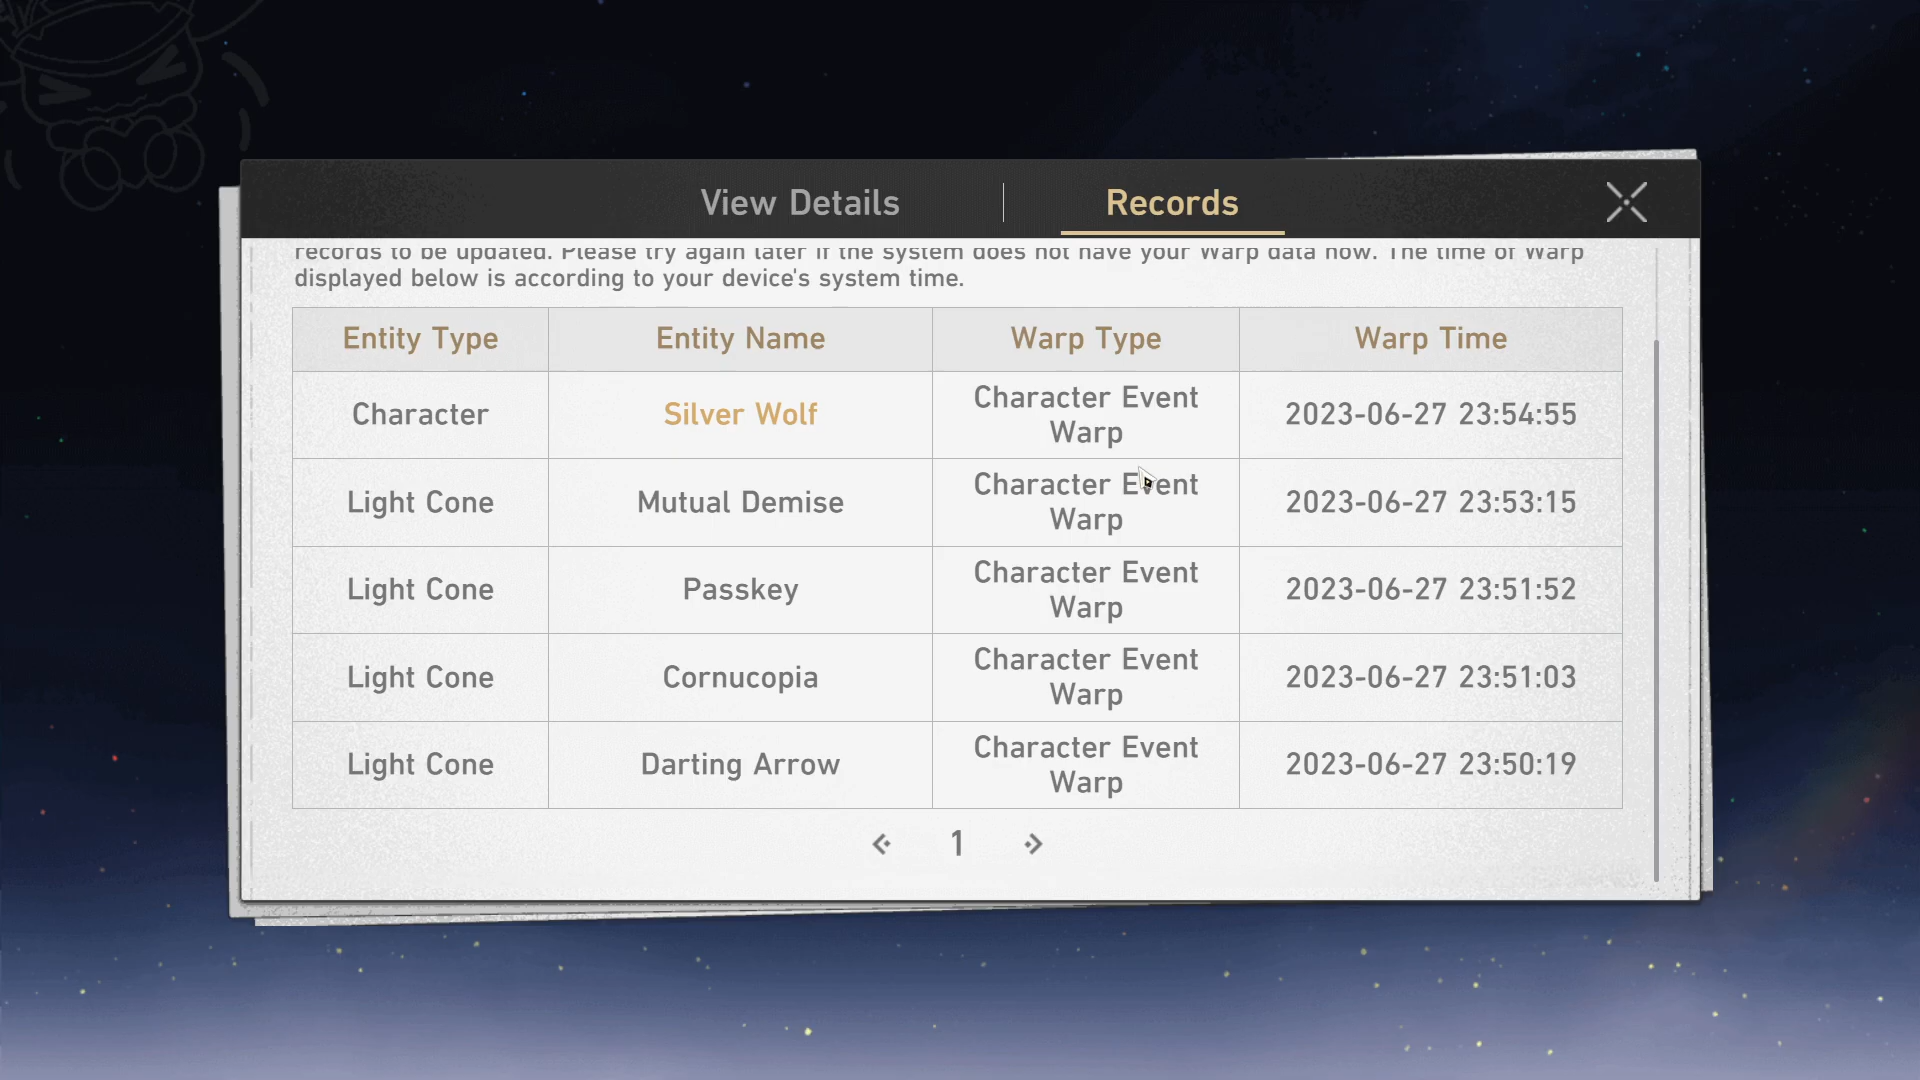 View Details
Records
records to be updated. Please try again later if the system does not have your Warp data now. The time of Warp
displayed below is according to your device's system time.
Entity Type Entity Name Warp Type Warp Time
Character Silver Wolf Character Event Warp 2023-06-27 23:54:55
Light Cone Mutual Demise Character Event Warp 2023-06-27 23:53:15
Light Cone Passkey Character Event Warp 2023-06-27 23:51:52
Light Cone Cornucopia Character Event Warp 2023-06-27 23:51:03
Light Cone Darting Arrow Character Event Warp 2023-06-27 23:50:19
1